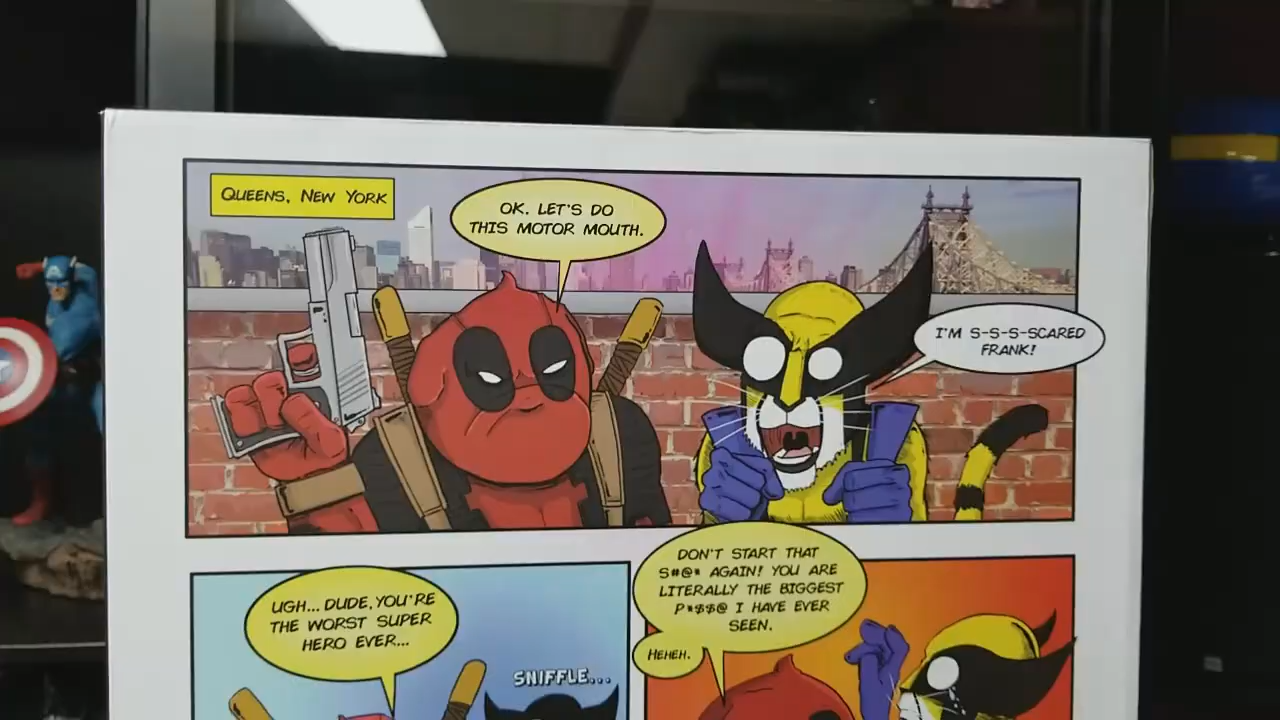 QUEENS, NEW YORK
OK. LET'S DO
THIS MOTOR MOUTH.
I'M S-S-S-SCARED
FRANK!
UGH... DUDE, YOU'RE
THE WORST SUPER
HERO EVER...
SNIFFLE...
DON'T START THAT
S#@* AGAIN! YOU ARE
LITERALLY THE BIGGEST
P*$$@ I HAVE EVER
SEEN.
HEHEH.